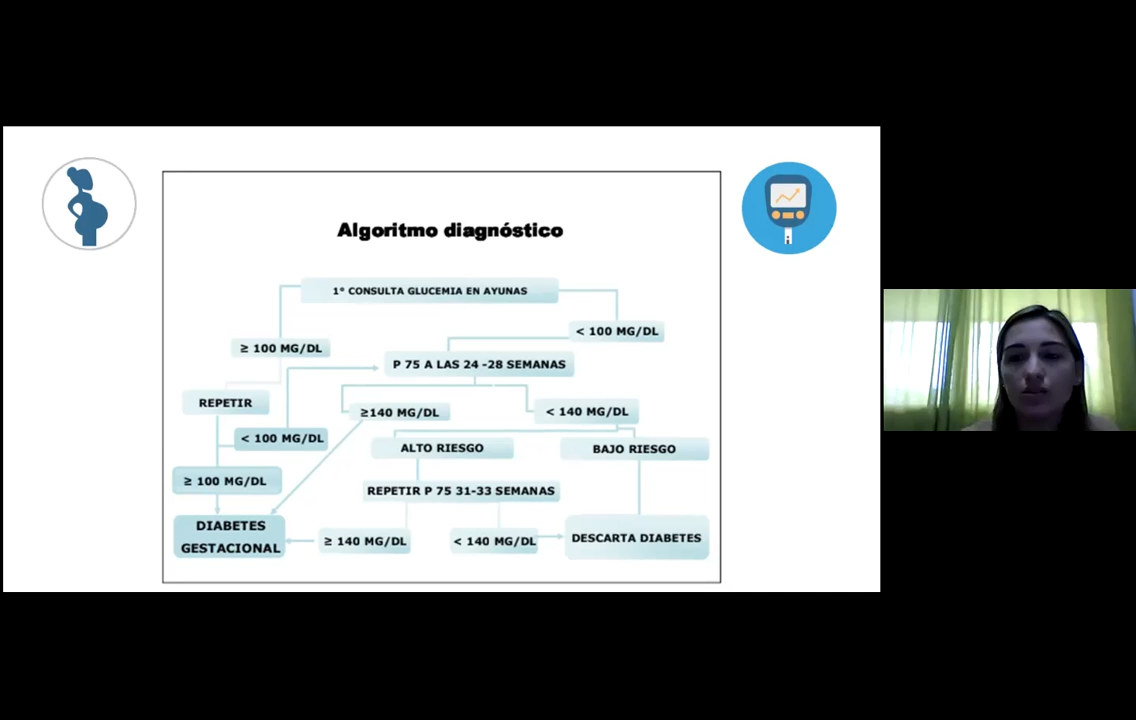 Algoritmo diagnóstico
1° CONSULTA GLUCEMIA EN AYUNAS
< 100 MG/DL
≥ 100 MG/DL
P 75 A LAS 24 -28 SEMANAS
REPETIR
≥140 MG/DL
< 140 MG/DL
< 100 MG/DL
ALTO RIESGO
BAJO RIESGO
≥ 100 MG/DL
REPETIR P 75 31-33 SEMANAS
DIABETES
GESTACIONAL
≥ 140 MG/DL
< 140 MG/DL
DESCARTA DIABETES